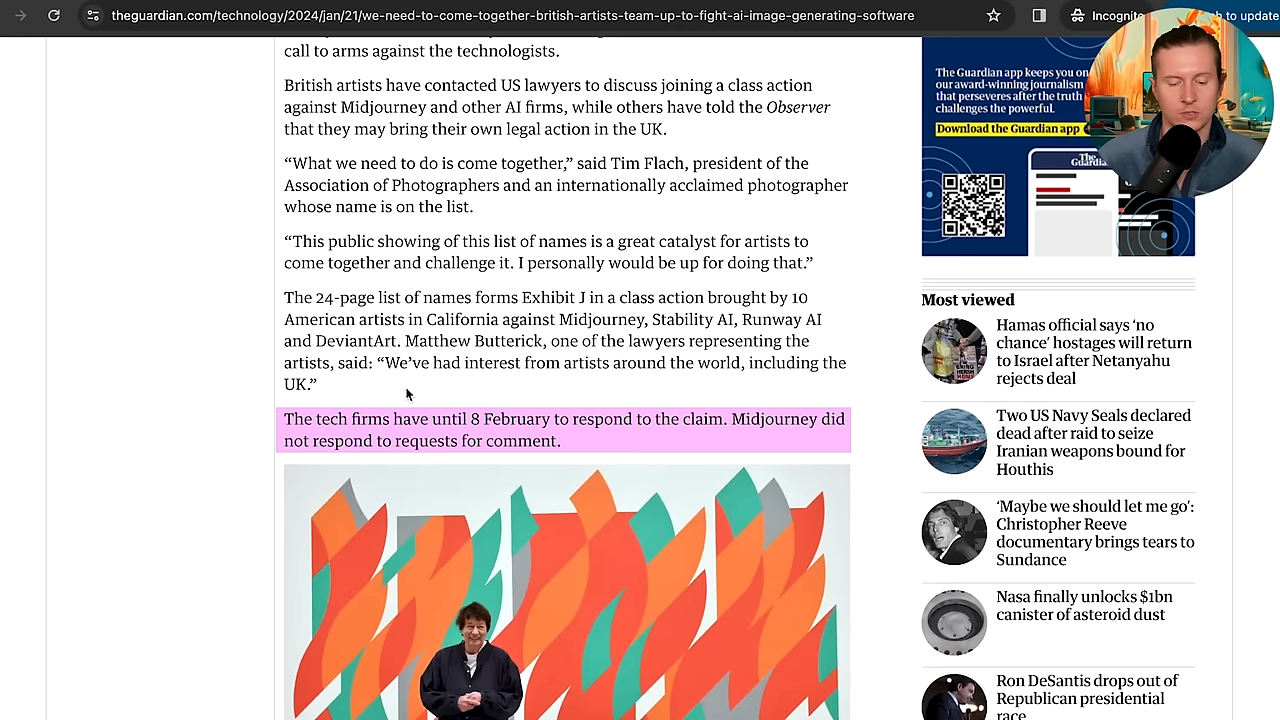 theguardian.com/technology/2024/jan/21/we-need-to-come-together-british-artists-team-up-to-fight-ai-image-generating-software
Incognito
to update
call to arms against the technologists.
British artists have contacted US lawyers to discuss joining a class action
against Midjourney and other AI firms, while others have told the Observer
that they may bring their own legal action in the UK.
“What we need to do is come together,” said Tim Flach, president of the
Association of Photographers and an internationally acclaimed photographer
whose name is on the list.
“This public showing of this list of names is a great catalyst for artists to
come together and challenge it. I personally would be up for doing that.”
The 24-page list of names forms Exhibit J in a class action brought by 10
American artists in California against Midjourney, Stability AI, Runway AI
and DeviantArt. Matthew Butterick, one of the lawyers representing the
artists, said: “We’ve had interest from artists around the world, including the
UK.”
The tech firms have until 8 February to respond to the claim. Midjourney did
not respond to requests for comment.
The Guardian app keeps you on
our award-winning journalism
that perseveres after the truth
challenges the powerful.
Download the Guardian app
The
Guardia
Most viewed
Hamas official says ‘no
chance’ hostages will return
to Israel after Netanyahu
rejects deal
Two US Navy Seals declared
dead after raid to seize
Iranian weapons bound for
Houthis
‘Maybe we should let me go’:
Christopher Reeve
documentary brings tears to
Sundance
Nasa finally unlocks $1bn
canister of asteroid dust
Ron DeSantis drops out of
Republican presidential
race